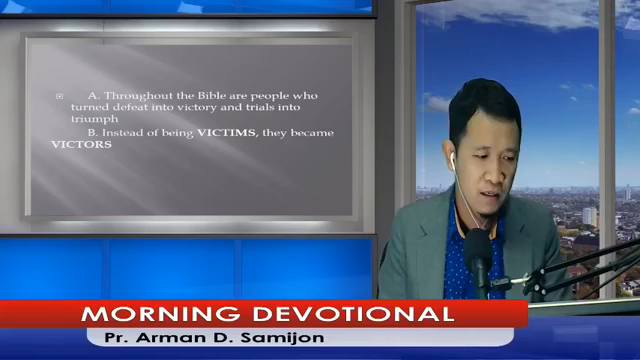 A. Throughout the Bible are people who
turned defeat into victory and trials into
triumph
B. Instead of being VICTIMS, they became
VICTORS
MORNING DEVOTIONAL
Pr. Arman D. Samijon